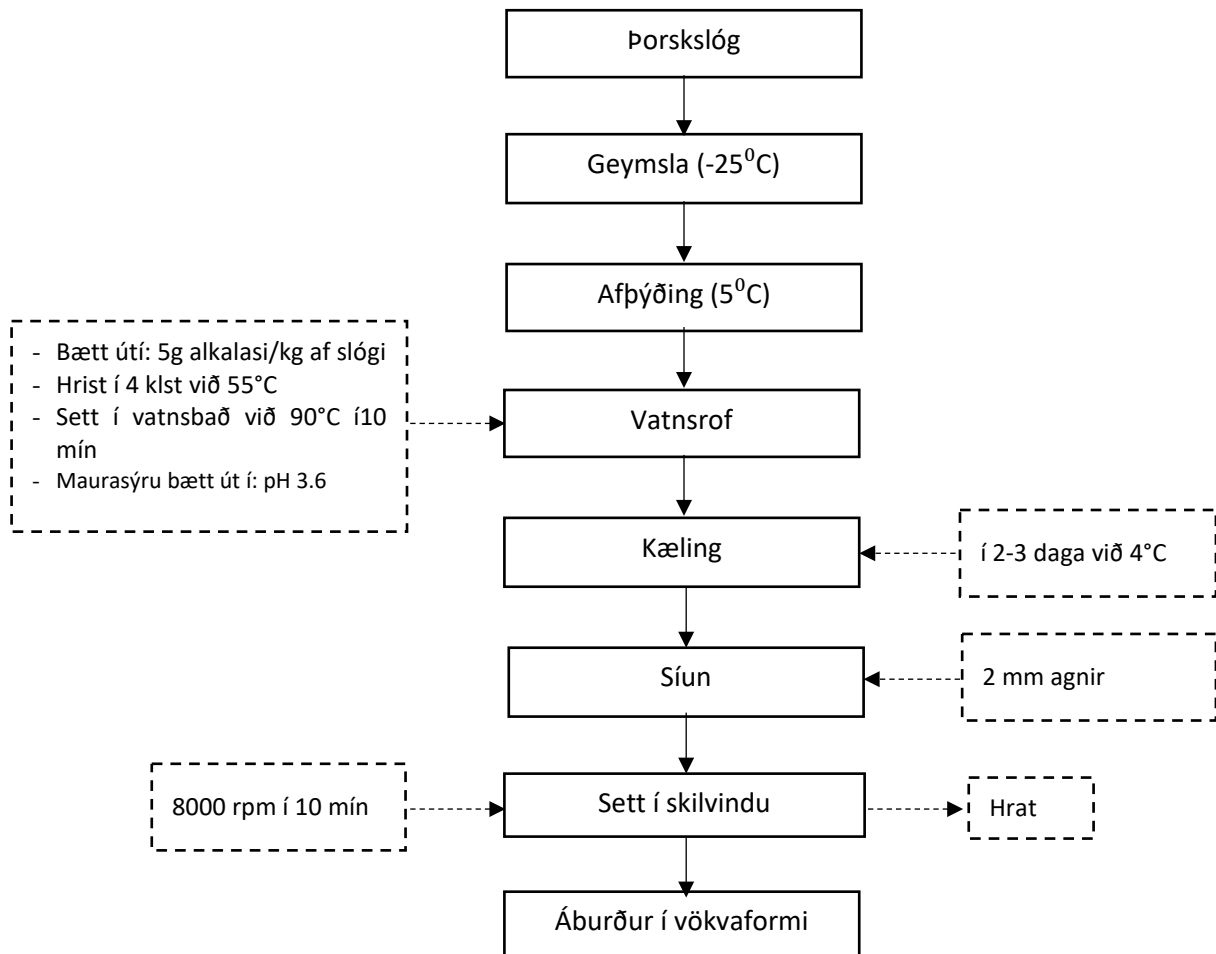 Þorskslóg
Geymsla (-25⁰C)
Afþýðing (5⁰C)
- Bætt útí: 5g alkalasi/kg af slógi
- Hrist í 4 klst við 55°C
- Sett í vatnsbað við 90°C í10
mín
- Maurasýru bætt út í: pH 3.6
Vatnsrof
Kæling
í 2-3 daga við 4°C
Síun
2 mm agnir
8000 rpm í 10 mín
Sett í skilvindu
Hrat
Áburður í vökvaformi